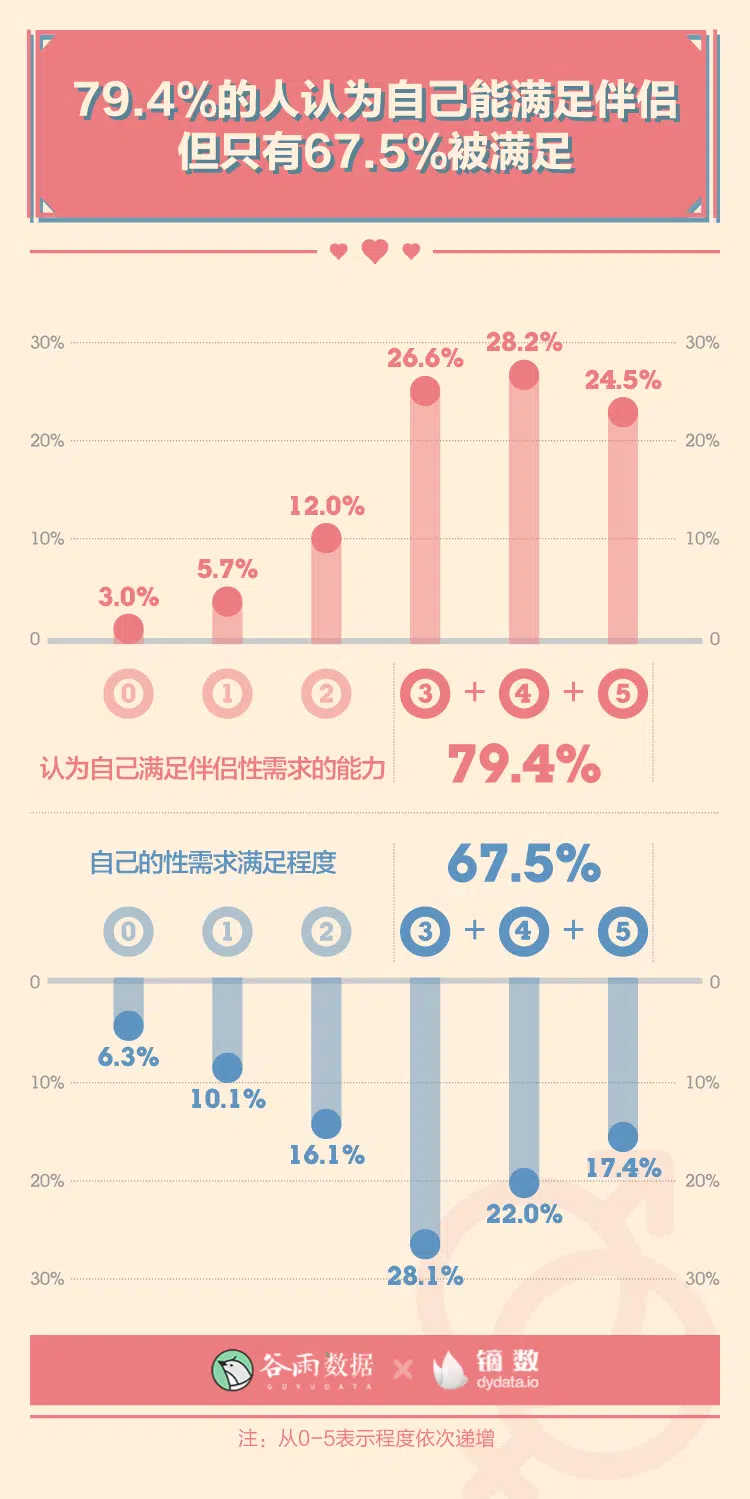 79.4%的人认为自己能满足伴侣
但只有67.5%被满足
30% 30%
20% 20%
10% 10%
0 0
3.0% 5.7% 12.0% 26.6% 28.2% 24.5%
0 1 2 3 + 4 + 5
认为自己满足伴侣性需求的能力 79.4%
自己的性需求满足程度 67.5%
0 1 2 3 + 4 + 5
0 0
10% 10%
20% 20%
30% 30%
6.3% 10.1% 16.1% 28.1% 22.0% 17.4%
谷雨数据 × 镝数
GUYUDATA dydata.io
注：从0-5表示程度依次递增